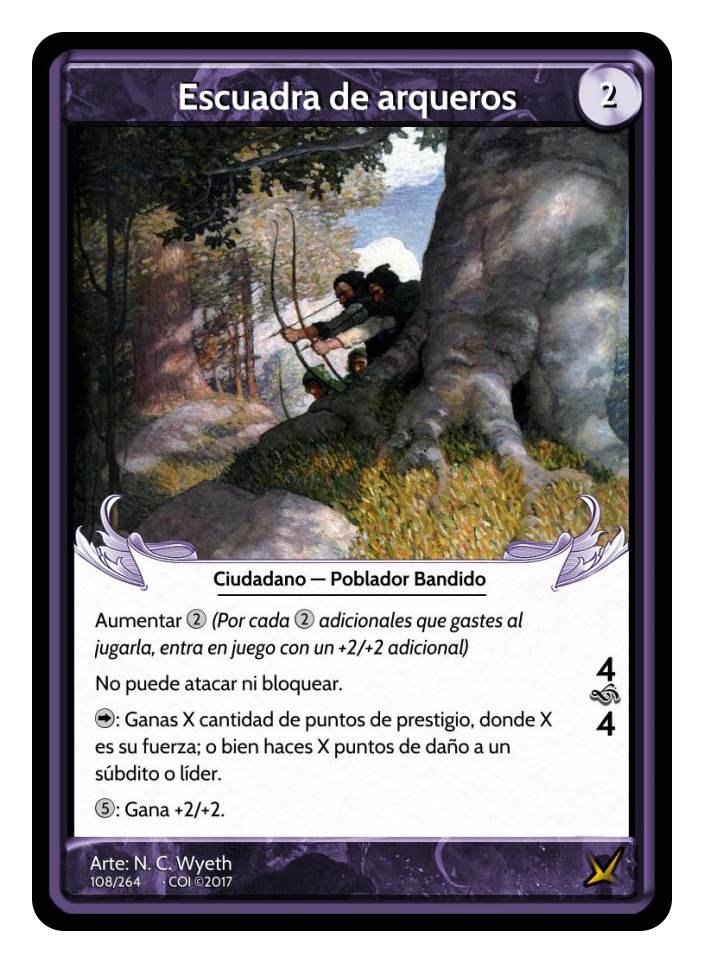 Escuadra de arqueros
2
Ciudadano — Poblador Bandido
Aumentar 2 (Por cada 2 adicionales que gastes al
jugarla, entra en juego con un +2/+2 adicional)
No puede atacar ni bloquear.
4
4
➡: Ganas X cantidad de puntos de prestigio, donde X
es su fuerza; o bien haces X puntos de daño a un
súbdito o líder.
5: Gana +2/+2.
Arte: N. C. Wyeth
108/264 · COI ©2017